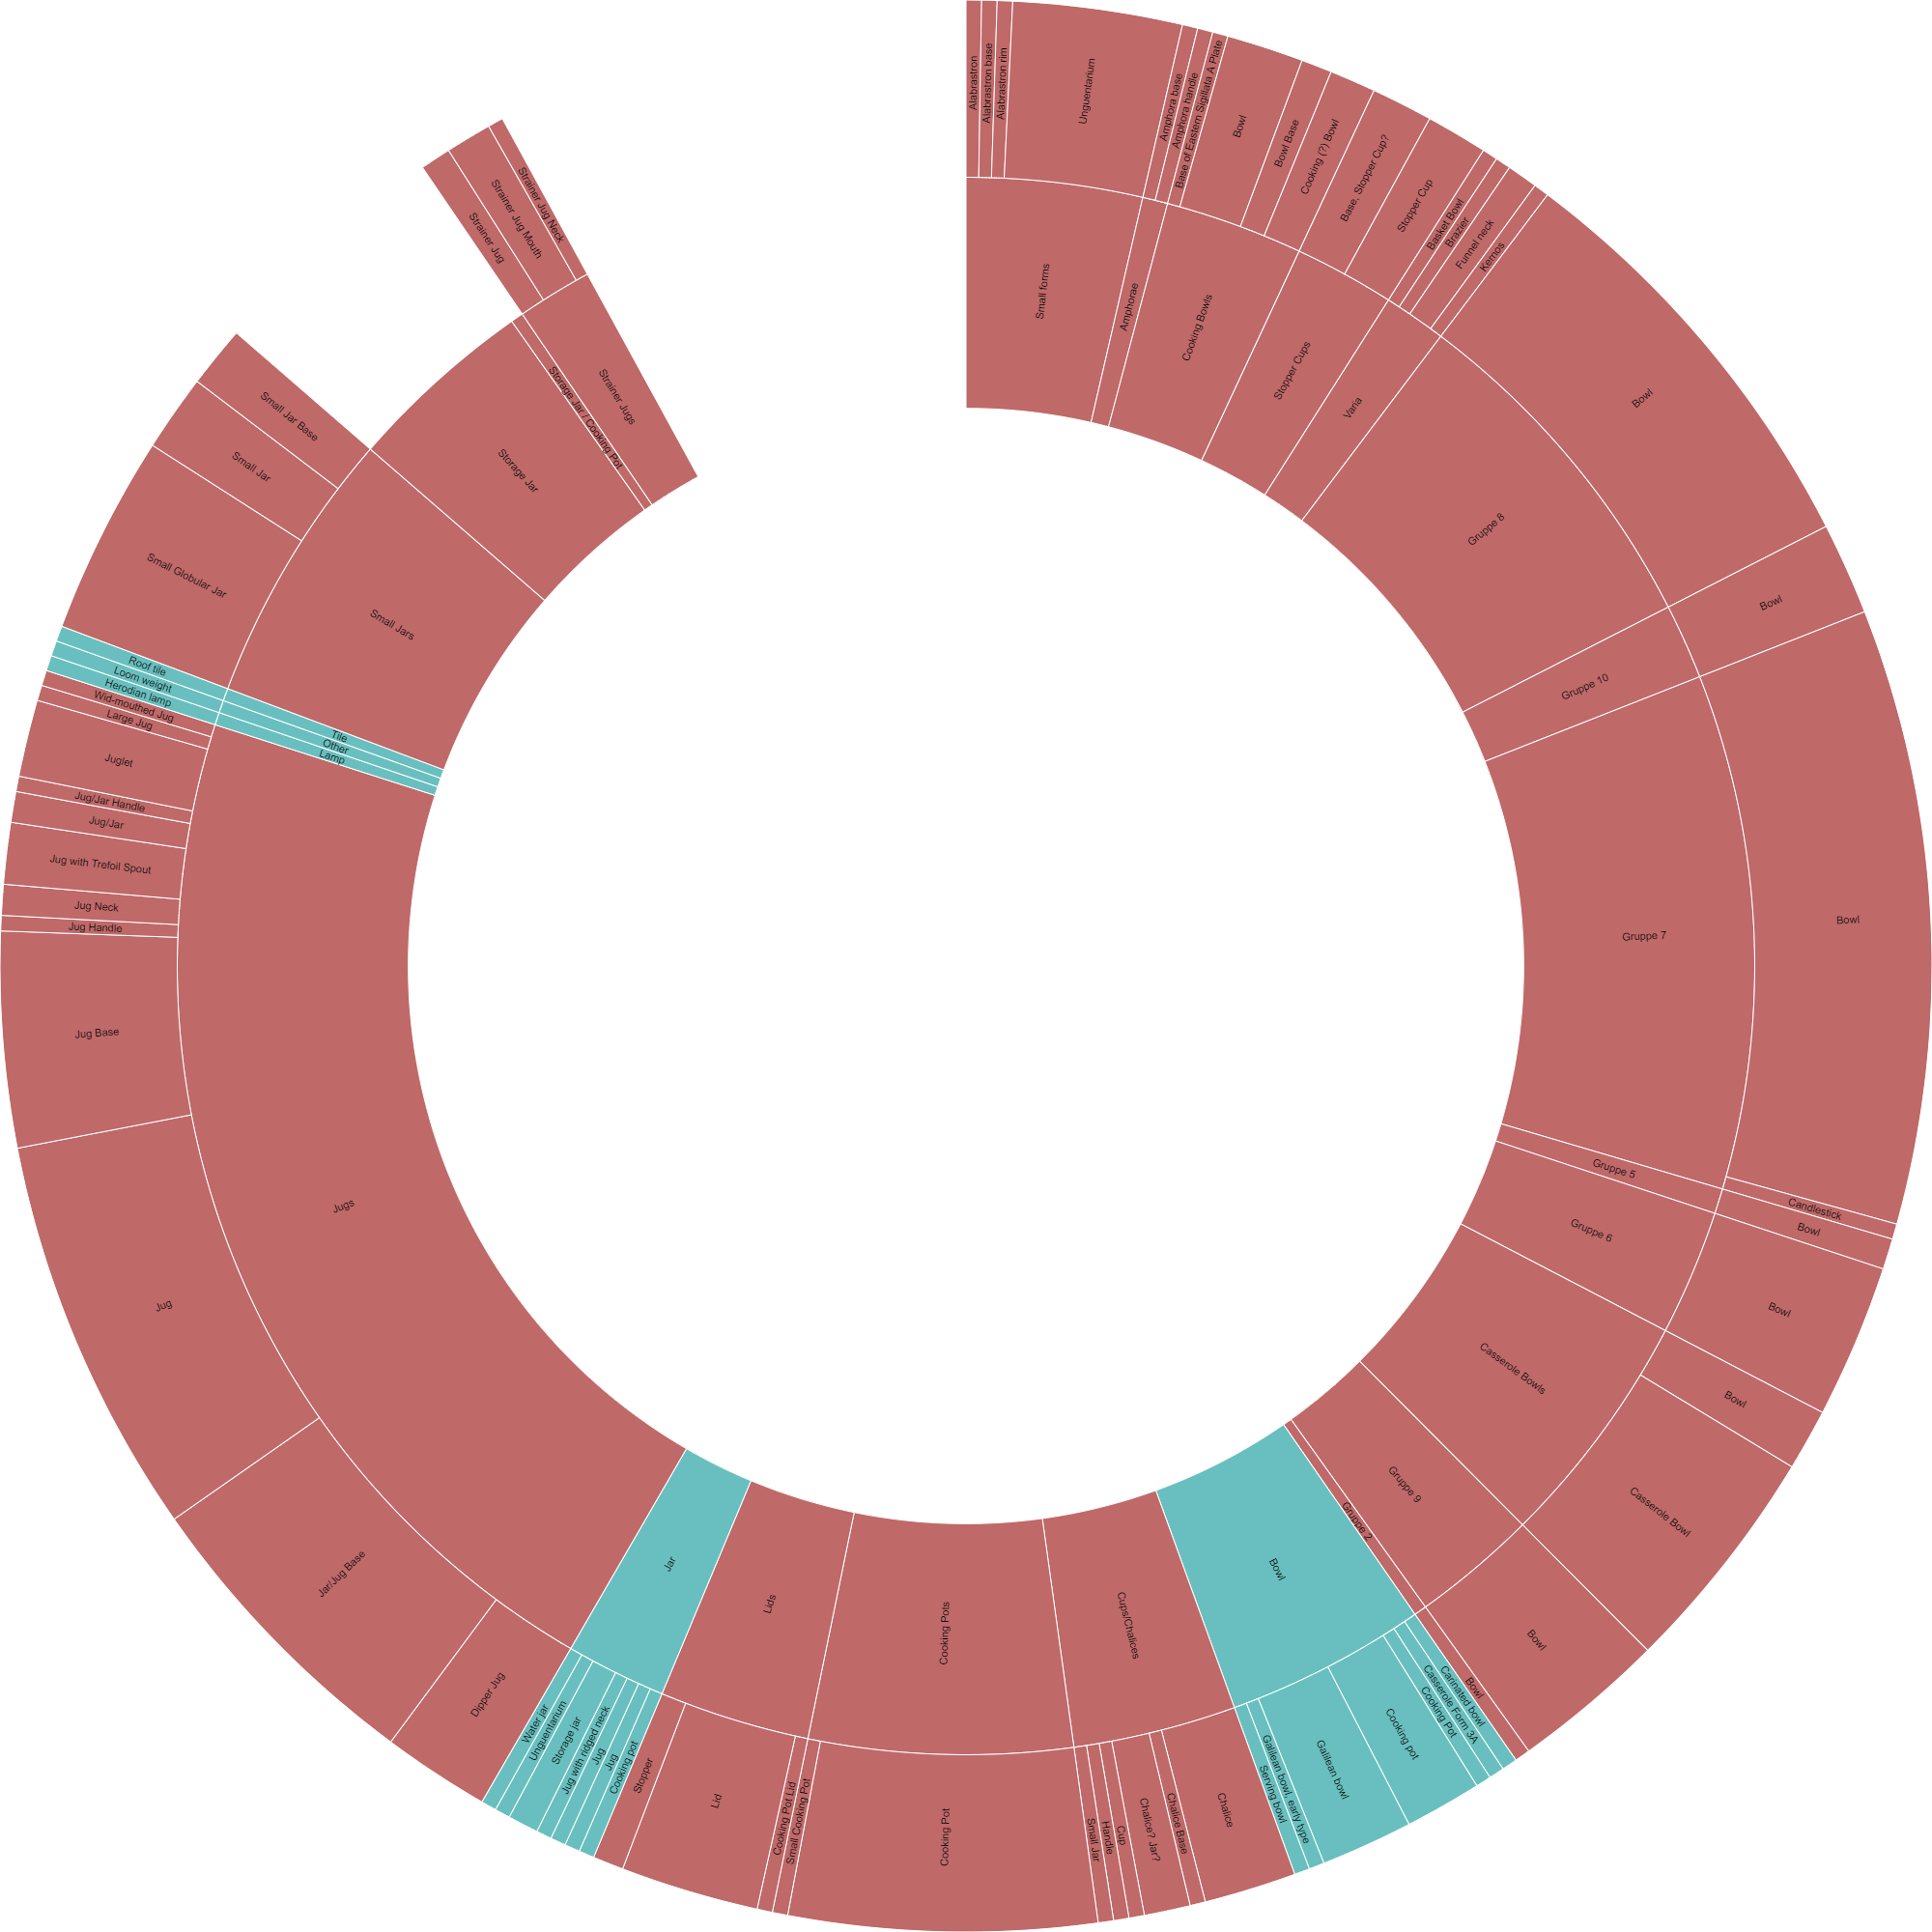 Alabrastron
Alabrastron base
Alabrastron rim
Unguentarium
Amphora base
Amphora handle
Base of Eastern Sigillata A Plate
Bowl
Bowl Base
Cooking (?) Bowl
Base, Stopper Cup?
Stopper Cup
Basket Bowl
Brazier
Funnel neck
Kernos
Bowl
Bowl
Bowl
Candlestick
Bowl
Bowl
Bowl
Casserole Bowl
Bowl
Bowl
Carinated bowl
Casserole Form 3A
Cooking Pot
Cooking pot
Galilean bowl
Galilean bowl, early type
Serving bowl
Chalice
Chalice Base
Chalice? Jar?
Cup
Handle
Small Jar
Cooking Pot
Small Cooking Pot
Cooking Pot Lid
Lid
Stopper
Cooking pot
Jug
Jug
Jug with ridged neck
Storage jar
Unguentarium
Water jar
Dipper Jug
Jar/Jug Base
Jug
Jug Base
Jug Handle
Jug Neck
Jug with Trefoil Spout
Jug/Jar
Jug/Jar Handle
Juglet
Large Jug
Wid-mouthed Jug
Herodian lamp
Loom weight
Roof tile
Small Globular Jar
Small Jar
Small Jar Base
Strainer Jug
Strainer Jug Mouth
Strainer Jug Neck
Small forms
Amphorae
Cooking Bowls
Stopper Cups
Varia
Gruppe 8
Gruppe 10
Gruppe 7
Gruppe 5
Gruppe 6
Casserole Bowls
Gruppe 9
Gruppe 2
Bowl
Cups/Chalices
Cooking Pots
Lids
Jar
Jugs
Lamp
Other
Tile
Small Jars
Storage Jar
Storage Jar / Cooking Pot
Strainer Jugs